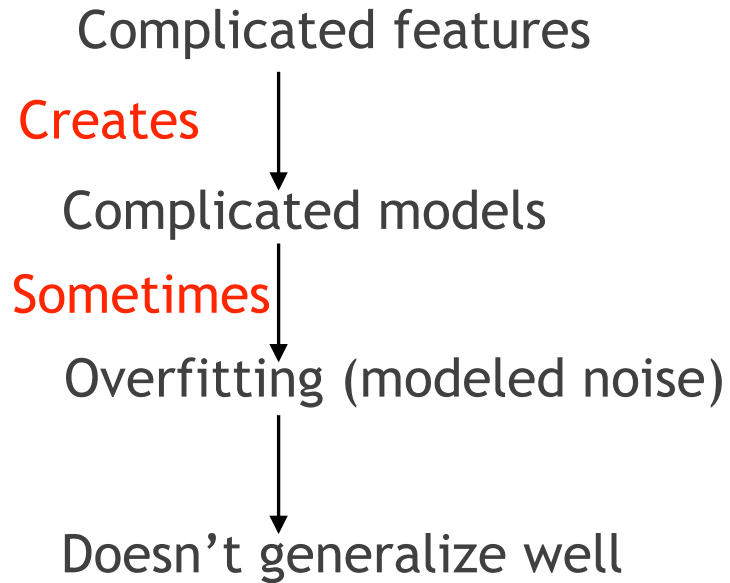 Complicated features
Creates
Complicated models
Sometimes
Overfitting (modeled noise)
Doesn’t generalize well